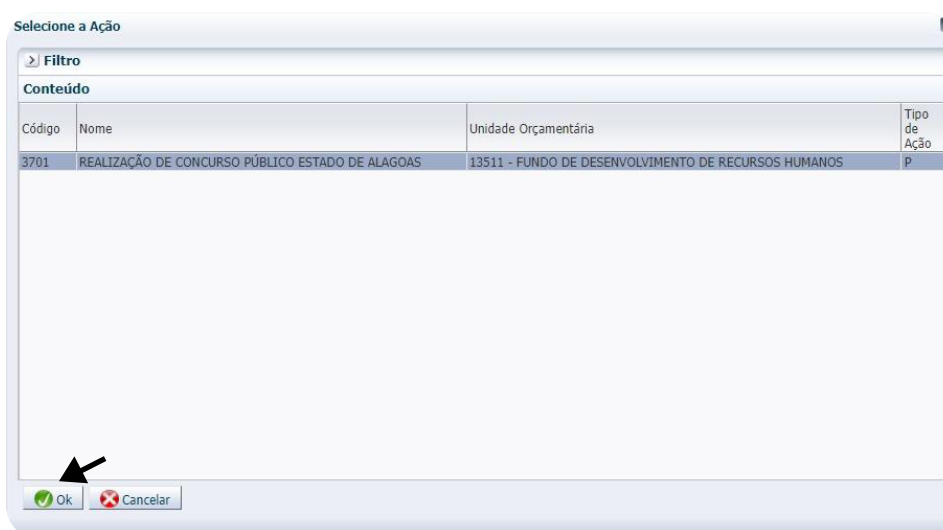 Selecione a Ação
Filtro
Conteúdo
Código Nome Unidade Orçamentária Tipo de Ação
3701 REALIZAÇÃO DE CONCURSO PÚBLICO ESTADO DE ALAGOAS 13511 - FUNDO DE DESENVOLVIMENTO DE RECURSOS HUMANOS P
Ok Cancelar